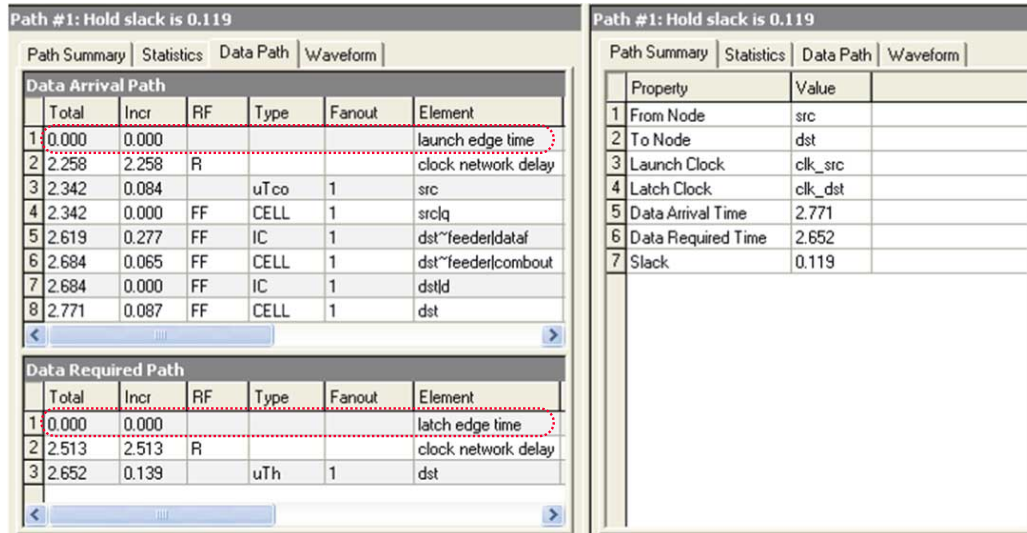 Path #1: Hold slack is 0.119
Path Summary Statistics Data Path Waveform
Data Arrival Path
Total Incr RF Type Fanout Element
1 0.000 0.000 launch edge time
2 2.258 2.258 R clock network delay
3 2.342 0.084 uTco 1 src
4 2.342 0.000 FF CELL 1 src|q
5 2.619 0.277 FF IC 1 dst~feeder|dataf
6 2.684 0.065 FF CELL 1 dst~feeder|combout
7 2.684 0.000 FF IC 1 dst|d
8 2.771 0.087 FF CELL 1 dst
Data Required Path
Total Incr RF Type Fanout Element
1 0.000 0.000 latch edge time
2 2.513 2.513 R clock network delay
3 2.652 0.139 uTh 1 dst
Path #1: Hold slack is 0.119
Path Summary Statistics Data Path Waveform
Property Value
1 From Node src
2 To Node dst
3 Launch Clock clk_src
4 Latch Clock clk_dst
5 Data Arrival Time 2.771
6 Data Required Time 2.652
7 Slack 0.119